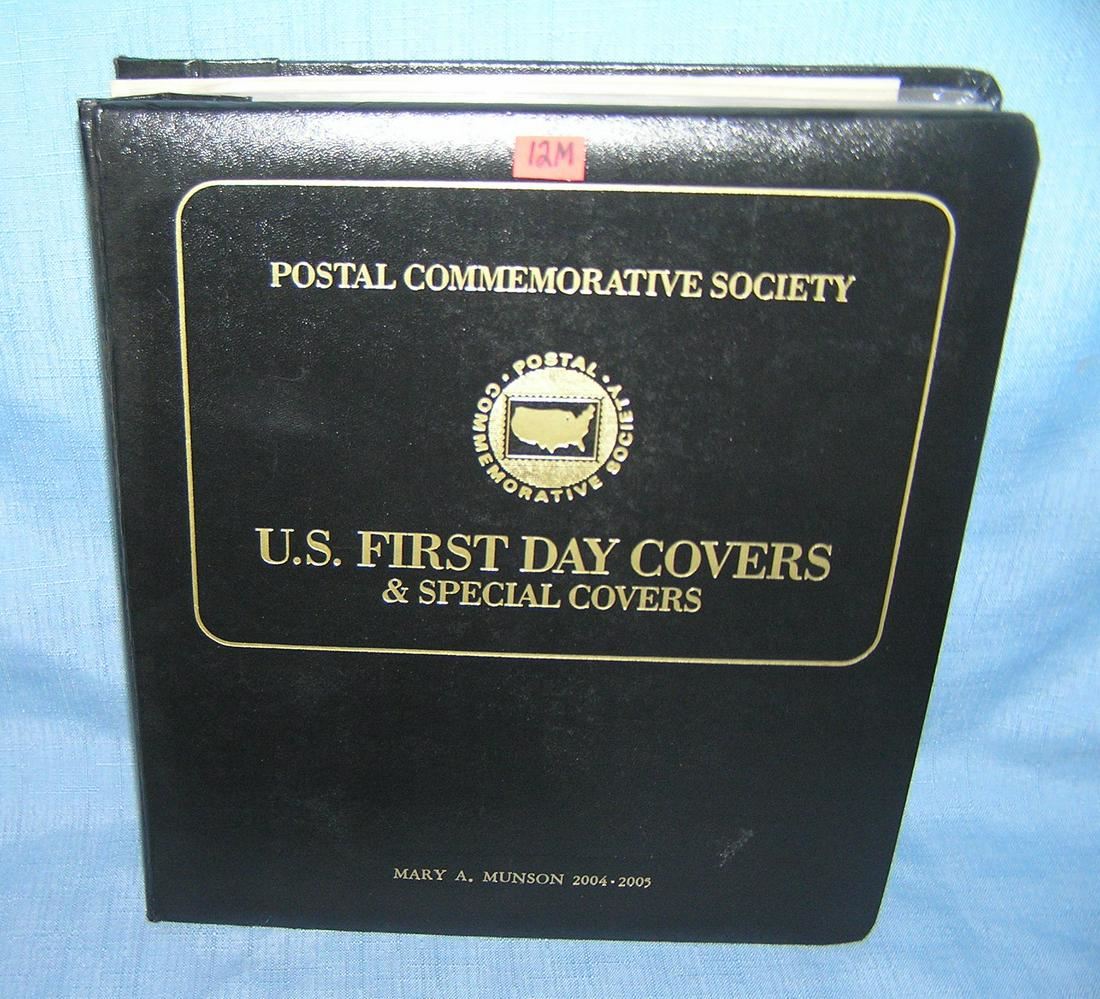 12M
POSTAL COMMEMORATIVE SOCIETY
· POSTAL · COMMEMORATIVE SOCIETY
U.S. FIRST DAY COVERS
& SPECIAL COVERS
MARY A. MUNSON 2004 · 2005